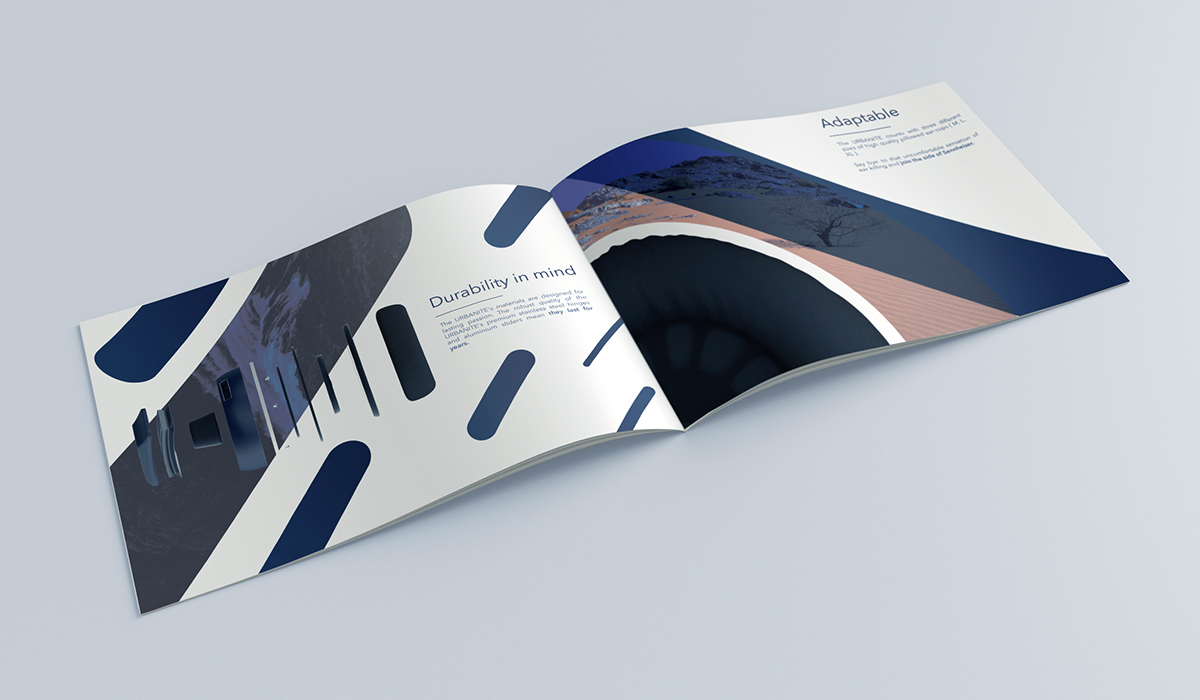 Durability in mind
The URBANITE's materials are designed for
lasting passion. The robust quality of the
URBANITE's premium stainless steel hinges
and aluminium sliders mean they last for
years.
Adaptable
The URBANITE counts with three different
sizes of high quality pillowed ear cups ( M, L,
XL ).
Say bye to that uncomfortable sensation of
ear killing and join the side of Sennheiser.